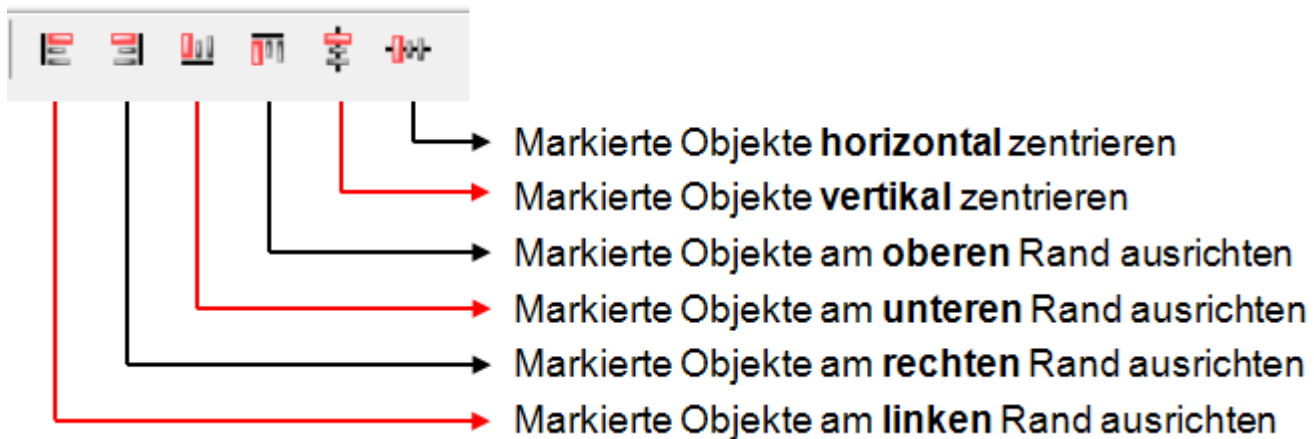 Markierte Objekte horizontal zentrieren
Markierte Objekte vertikal zentrieren
Markierte Objekte am oberen Rand ausrichten
Markierte Objekte am unteren Rand ausrichten
Markierte Objekte am rechten Rand ausrichten
Markierte Objekte am linken Rand ausrichten